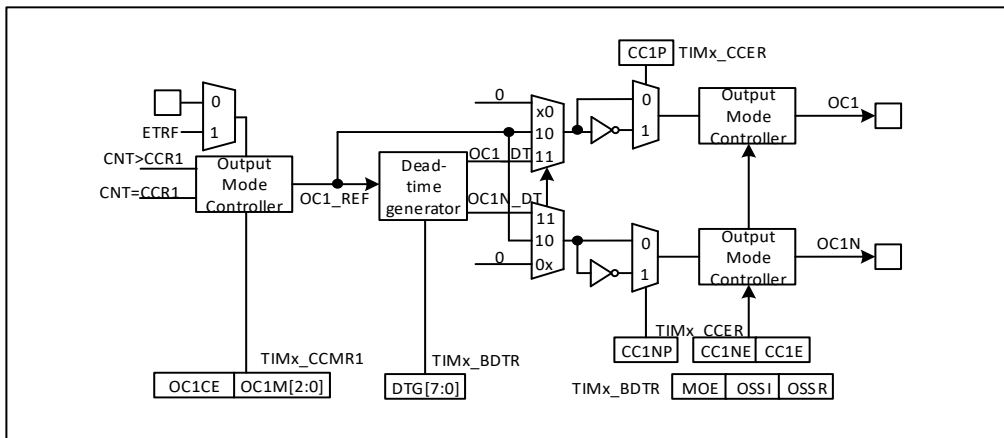 CC1P TIMx_CCER
0
1
ETRF
CNT>CCR1
CNT=CCR1
Output
Mode
Controller
OC1_REF
Dead-
time
generator
OC1_DT
OC1N_DT
0
x0
10
11
11
10
0x
0
0
1
0
1
Output
Mode
Controller
OC1
Output
Mode
Controller
OC1N
TIMx_CCER
CC1NP
CC1NE CC1E
TIMx_CCMR1
OC1CE OC1M[2:0]
TIMx_BDTR
DTG[7:0]
TIMx_BDTR MOE OSSI OSSR